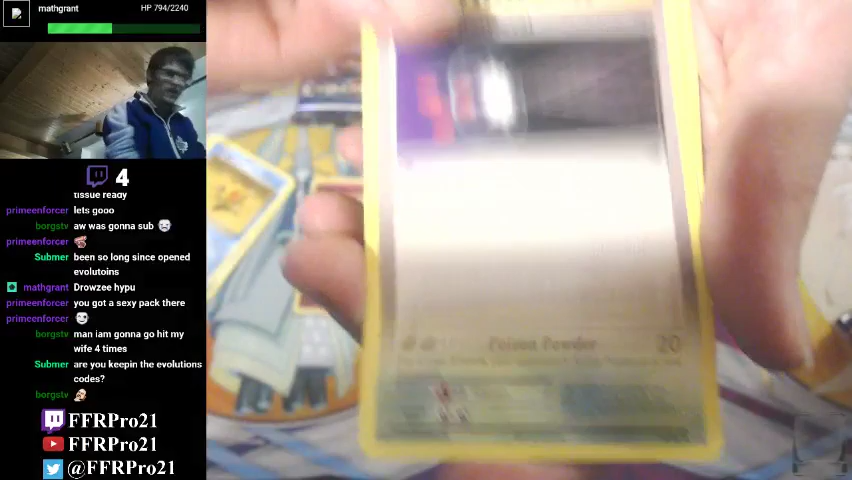 mathgrant
HP 794/2240
4
tissue ready
primeenforcer lets gooo
borgstv aw was gonna sub
primeenforcer
Submer been so long since opened
evolutoins
mathgrant Drowzee hypu
primeenforcer you got a sexy pack there
primeenforcer
borgstv man iam gonna go hit my
wife 4 times
Submer are you keepin the evolutions
codes?
borgstv
FFRPro21
FFRPro21
@FFRPro21
Poison Powder 20